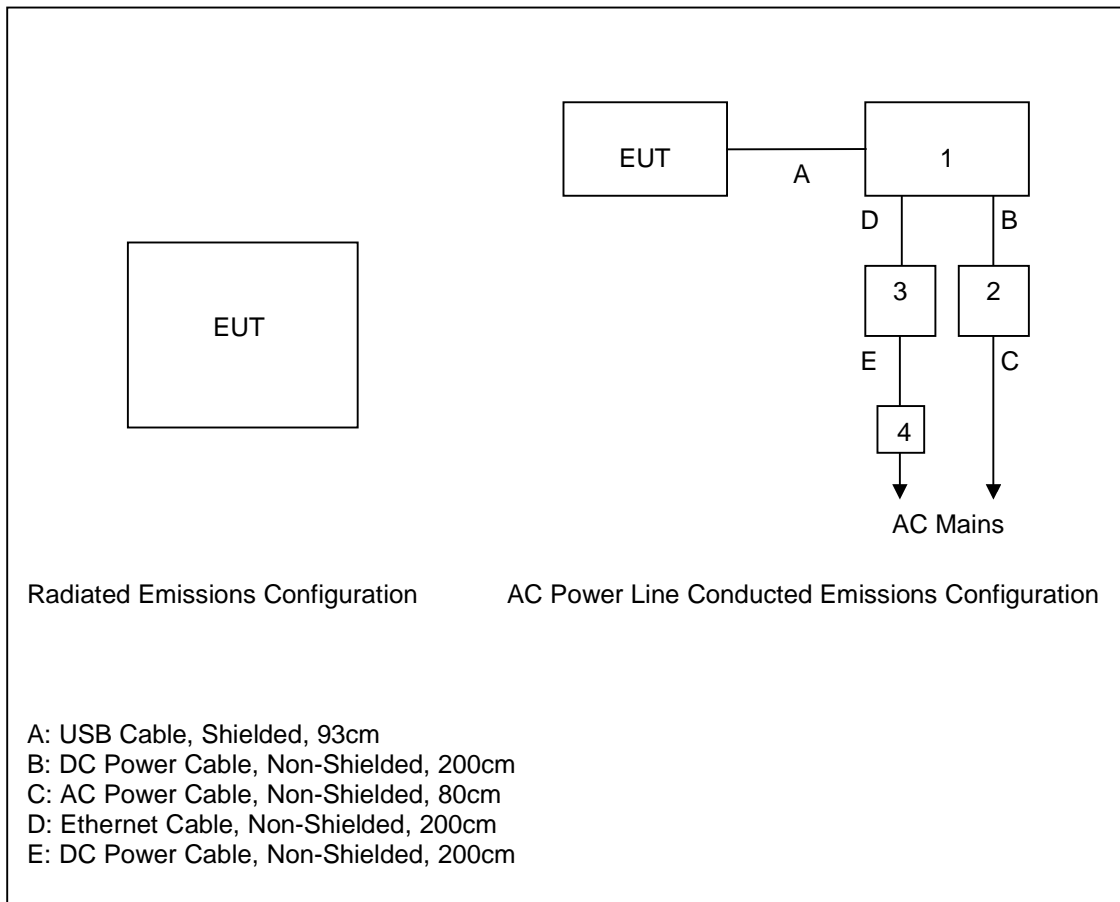 EUT
1
A
D
B
3
2
EUT
E
C
4
AC Mains
Radiated Emissions Configuration
AC Power Line Conducted Emissions Configuration
A: USB Cable, Shielded, 93cm
B: DC Power Cable, Non-Shielded, 200cm
C: AC Power Cable, Non-Shielded, 80cm
D: Ethernet Cable, Non-Shielded, 200cm
E: DC Power Cable, Non-Shielded, 200cm